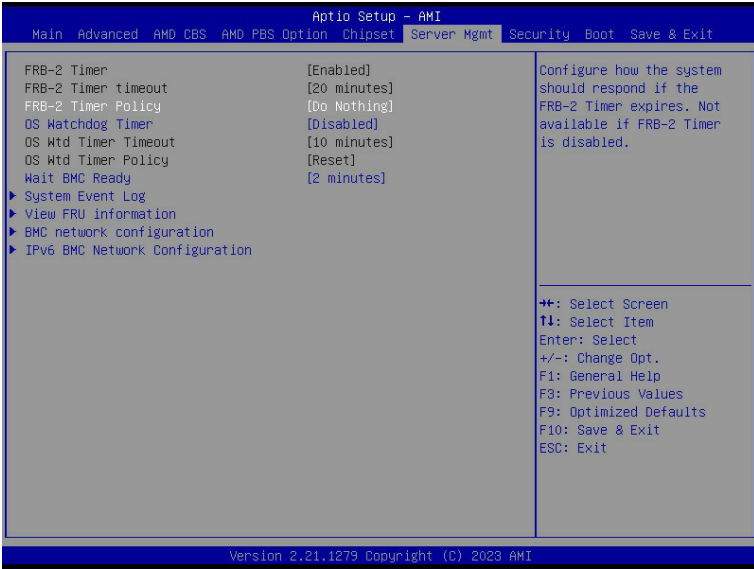 Aptio Setup – AMI
Main Advanced AMD CBS AMD PBS Option Chipset Server Mgmt Security Boot Save & Exit
FRB-2 Timer [Enabled]
FRB-2 Timer timeout [20 minutes]
FRB-2 Timer Policy [Do Nothing]
OS Watchdog Timer [Disabled]
OS Wtd Timer Timeout [10 minutes]
OS Wtd Timer Policy [Reset]
Wait BMC Ready [2 minutes]
System Event Log
View FRU information
BMC network configuration
IPv6 BMC Network Configuration
Configure how the system
should respond if the
FRB-2 Timer expires. Not
available if FRB-2 Timer
is disabled.
→←: Select Screen
↑↓: Select Item
Enter: Select
+/-: Change Opt.
F1: General Help
F3: Previous Values
F9: Optimized Defaults
F10: Save & Exit
ESC: Exit
Version 2.21.1279 Copyright (C) 2023 AMI